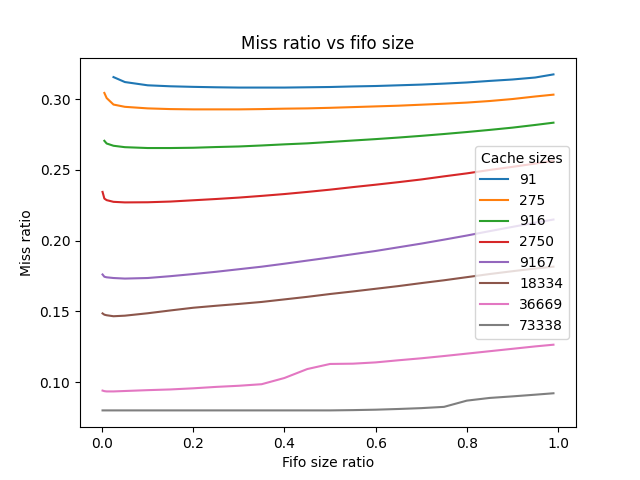 Miss ratio vs fifo size
Miss ratio
0.30
0.25
0.20
0.15
0.10
Cache sizes
91
275
916
2750
9167
18334
36669
73338
0.0 0.2 0.4 0.6 0.8 1.0
Fifo size ratio